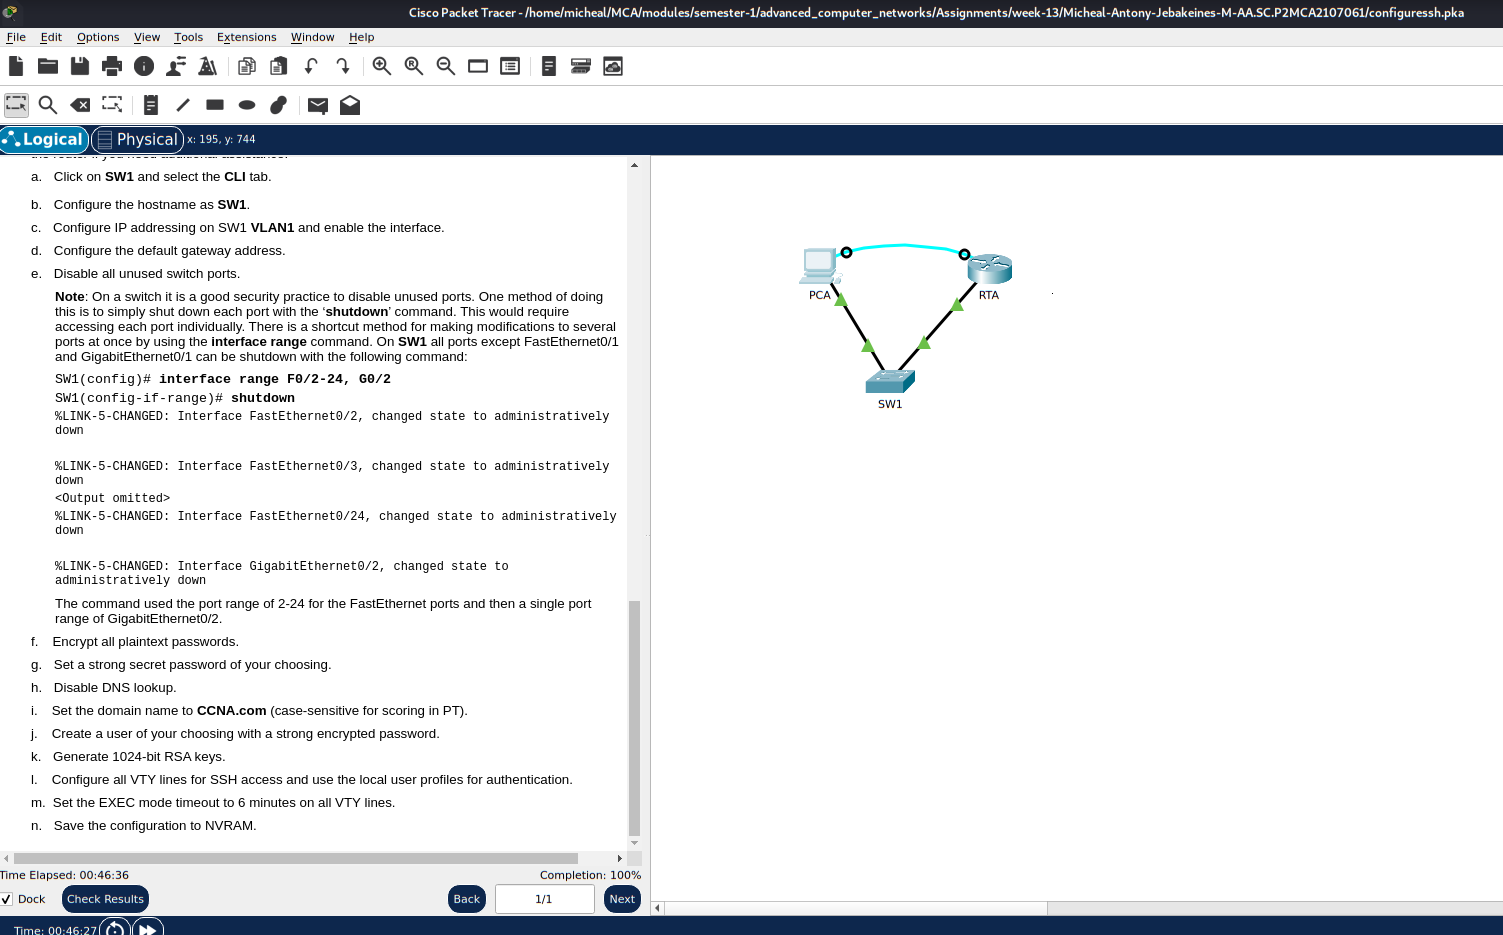 Cisco Packet Tracer - /home/micheal/MCA/modules/semester-1/advanced_computer_networks/Assignments/week-13/Micheal-Antony-Jebakeines-M-AA.SC.P2MCA2107061/configuressh.pka
File Edit Options View Tools Extensions Window Help
Logical Physical x: 195, y: 744
the router if you need additional assistance.
a. Click on SW1 and select the CLI tab.
b. Configure the hostname as SW1.
c. Configure IP addressing on SW1 VLAN1 and enable the interface.
d. Configure the default gateway address.
e. Disable all unused switch ports.
Note: On a switch it is a good security practice to disable unused ports. One method of doing
this is to simply shut down each port with the ‘shutdown’ command. This would require
accessing each port individually. There is a shortcut method for making modifications to several
ports at once by using the interface range command. On SW1 all ports except FastEthernet0/1
and GigabitEthernet0/1 can be shutdown with the following command:
SW1(config)# interface range F0/2-24, G0/2
SW1(config-if-range)# shutdown
%LINK-5-CHANGED: Interface FastEthernet0/2, changed state to administratively
down
%LINK-5-CHANGED: Interface FastEthernet0/3, changed state to administratively
down
<Output omitted>
%LINK-5-CHANGED: Interface FastEthernet0/24, changed state to administratively
down
%LINK-5-CHANGED: Interface GigabitEthernet0/2, changed state to
administratively down
The command used the port range of 2-24 for the FastEthernet ports and then a single port
range of GigabitEthernet0/2.
f. Encrypt all plaintext passwords.
g. Set a strong secret password of your choosing.
h. Disable DNS lookup.
i. Set the domain name to CCNA.com (case-sensitive for scoring in PT).
j. Create a user of your choosing with a strong encrypted password.
k. Generate 1024-bit RSA keys.
l. Configure all VTY lines for SSH access and use the local user profiles for authentication.
m. Set the EXEC mode timeout to 6 minutes on all VTY lines.
n. Save the configuration to NVRAM.
Time Elapsed: 00:46:36 Completion: 100%
Dock Check Results Back 1/1 Next
Time: 00:46:27
PCA
RTA
SW1